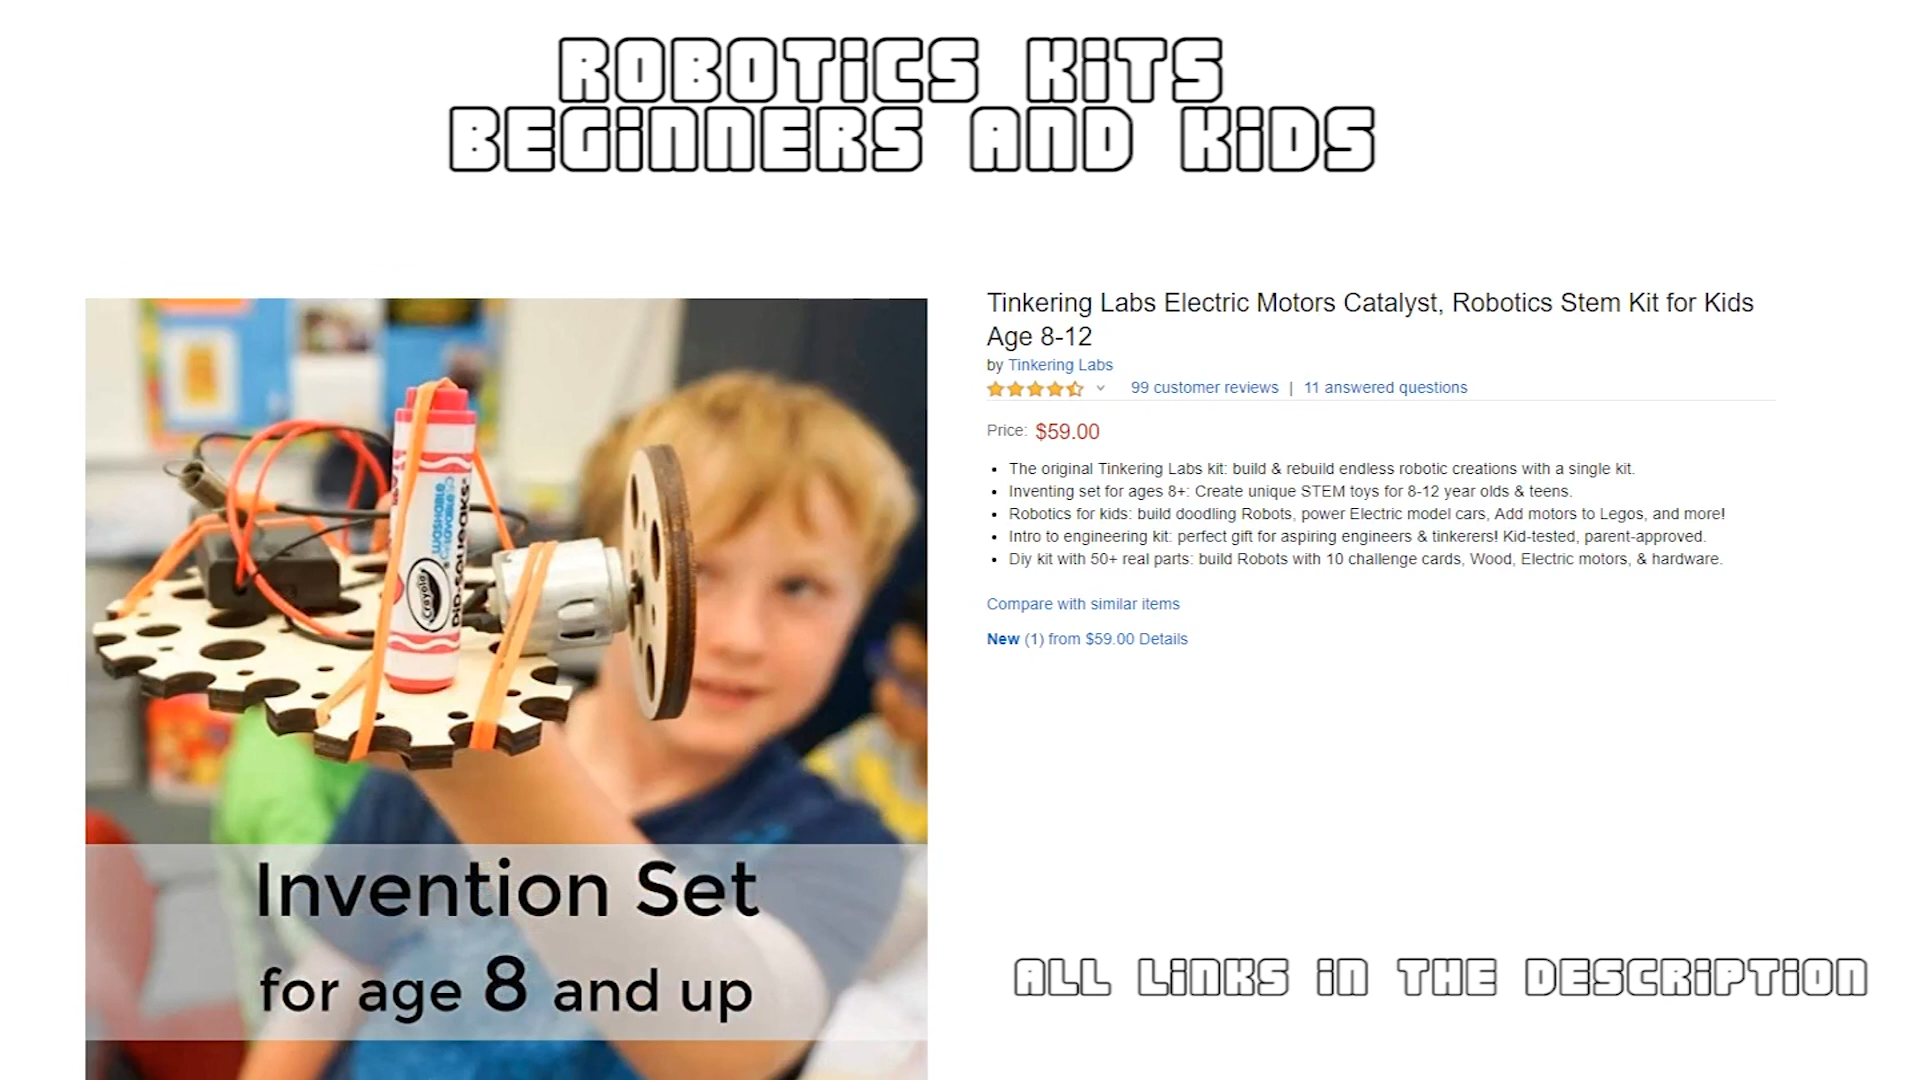 ROBOTiCS KiTS
BEGiNNERS AND KiDS
Tinkering Labs Electric Motors Catalyst, Robotics Stem Kit for Kids
Age 8-12
by Tinkering Labs
99 customer reviews | 11 answered questions
Price: $59.00
• The original Tinkering Labs kit: build & rebuild endless robotic creations with a single kit.
• Inventing set for ages 8+: Create unique STEM toys for 8-12 year olds & teens.
• Robotics for kids: build doodling Robots, power Electric model cars, Add motors to Legos, and more!
• Intro to engineering kit: perfect gift for aspiring engineers & tinkerers! Kid-tested, parent-approved.
• Diy kit with 50+ real parts: build Robots with 10 challenge cards, Wood, Electric motors, & hardware.
Compare with similar items
New (1) from $59.00 Details
Crayola
PiP-SQUEAKS
WASHABLE
Invention Set
for age 8 and up
ALL LiNKS iN THE DESCRiPTiON